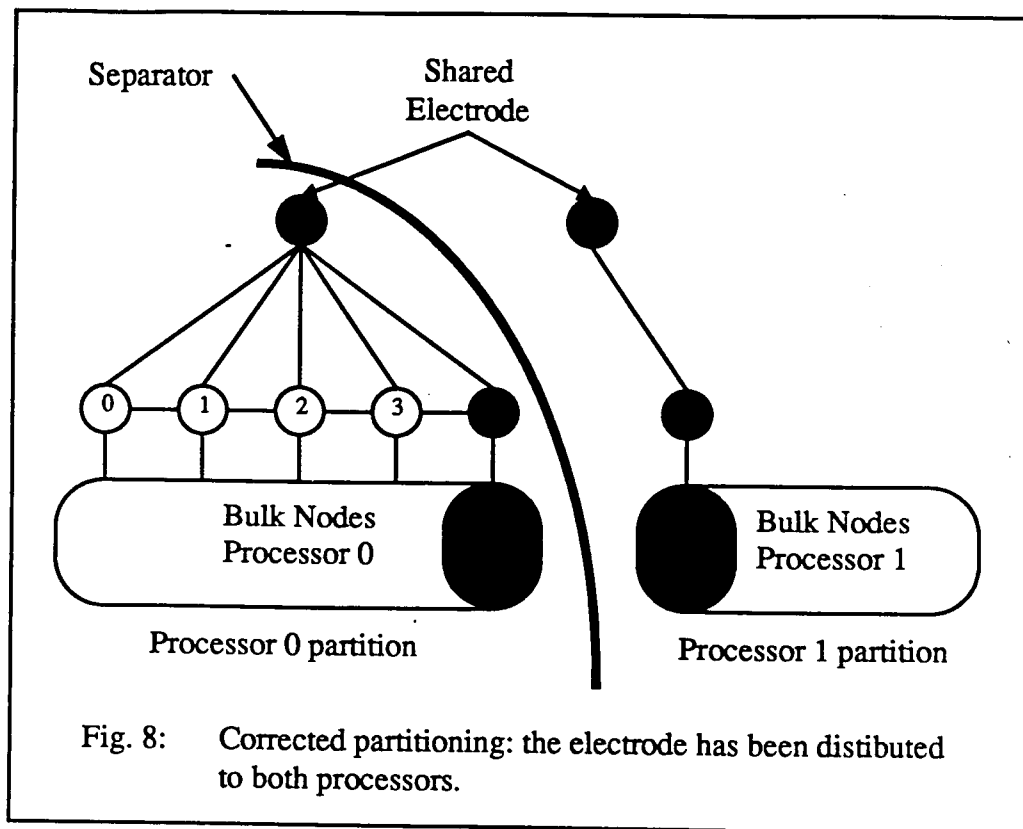 Separator
Shared
Electrode
0
1
2
3
Bulk Nodes
Processor 0
Bulk Nodes
Processor 1
Processor 0 partition
Processor 1 partition
Fig. 8: Corrected partitioning: the electrode has been distibuted
to both processors.